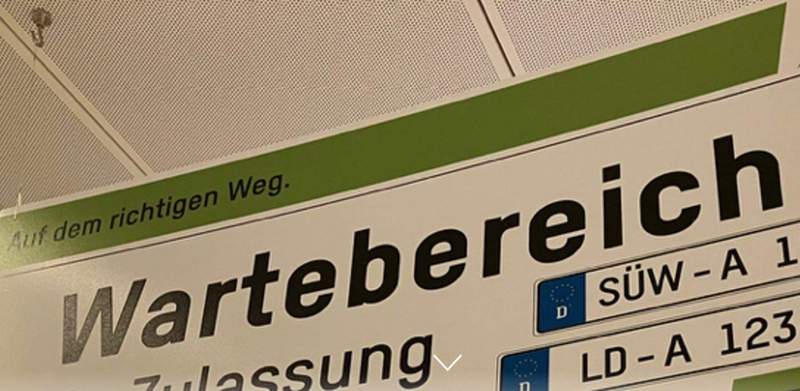 Auf dem richtigen Weg.
Wartebereich
Zulassung
D SÜW-A 1
D LD-A 123